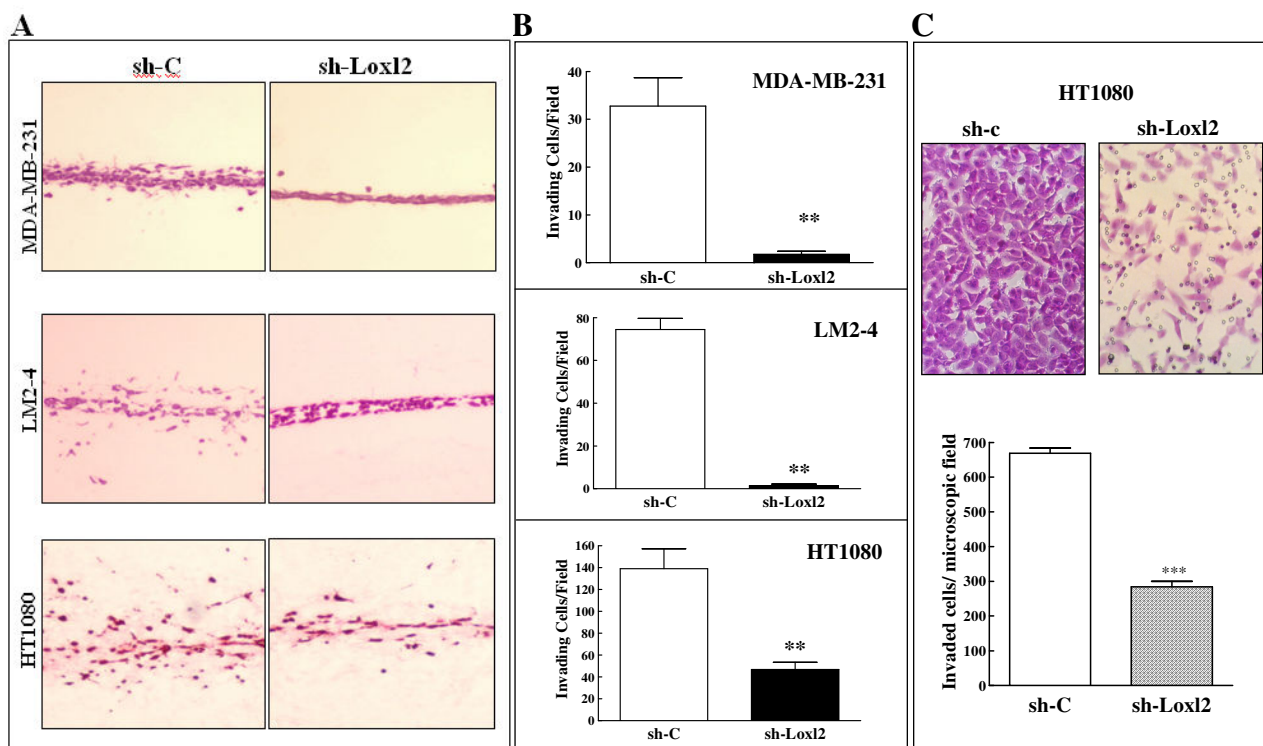 A
sh-C
sh-Loxl2
MDA-MB-231
LM2-4
HT1080
B
MDA-MB-231
Invading Cells/Field
40
30
20
10
0
**
sh-C
sh-Loxl2
LM2-4
Invading Cells/Field
80
60
40
20
0
**
sh-C
sh-Loxl2
HT1080
Invading Cells/Field
160
140
120
100
80
60
40
20
0
**
sh-C
sh-Loxl2
C
HT1080
sh-c
sh-Loxl2
Invaded cells/ microscopic field
700
600
500
400
300
200
100
0
***
sh-C
sh-Loxl2